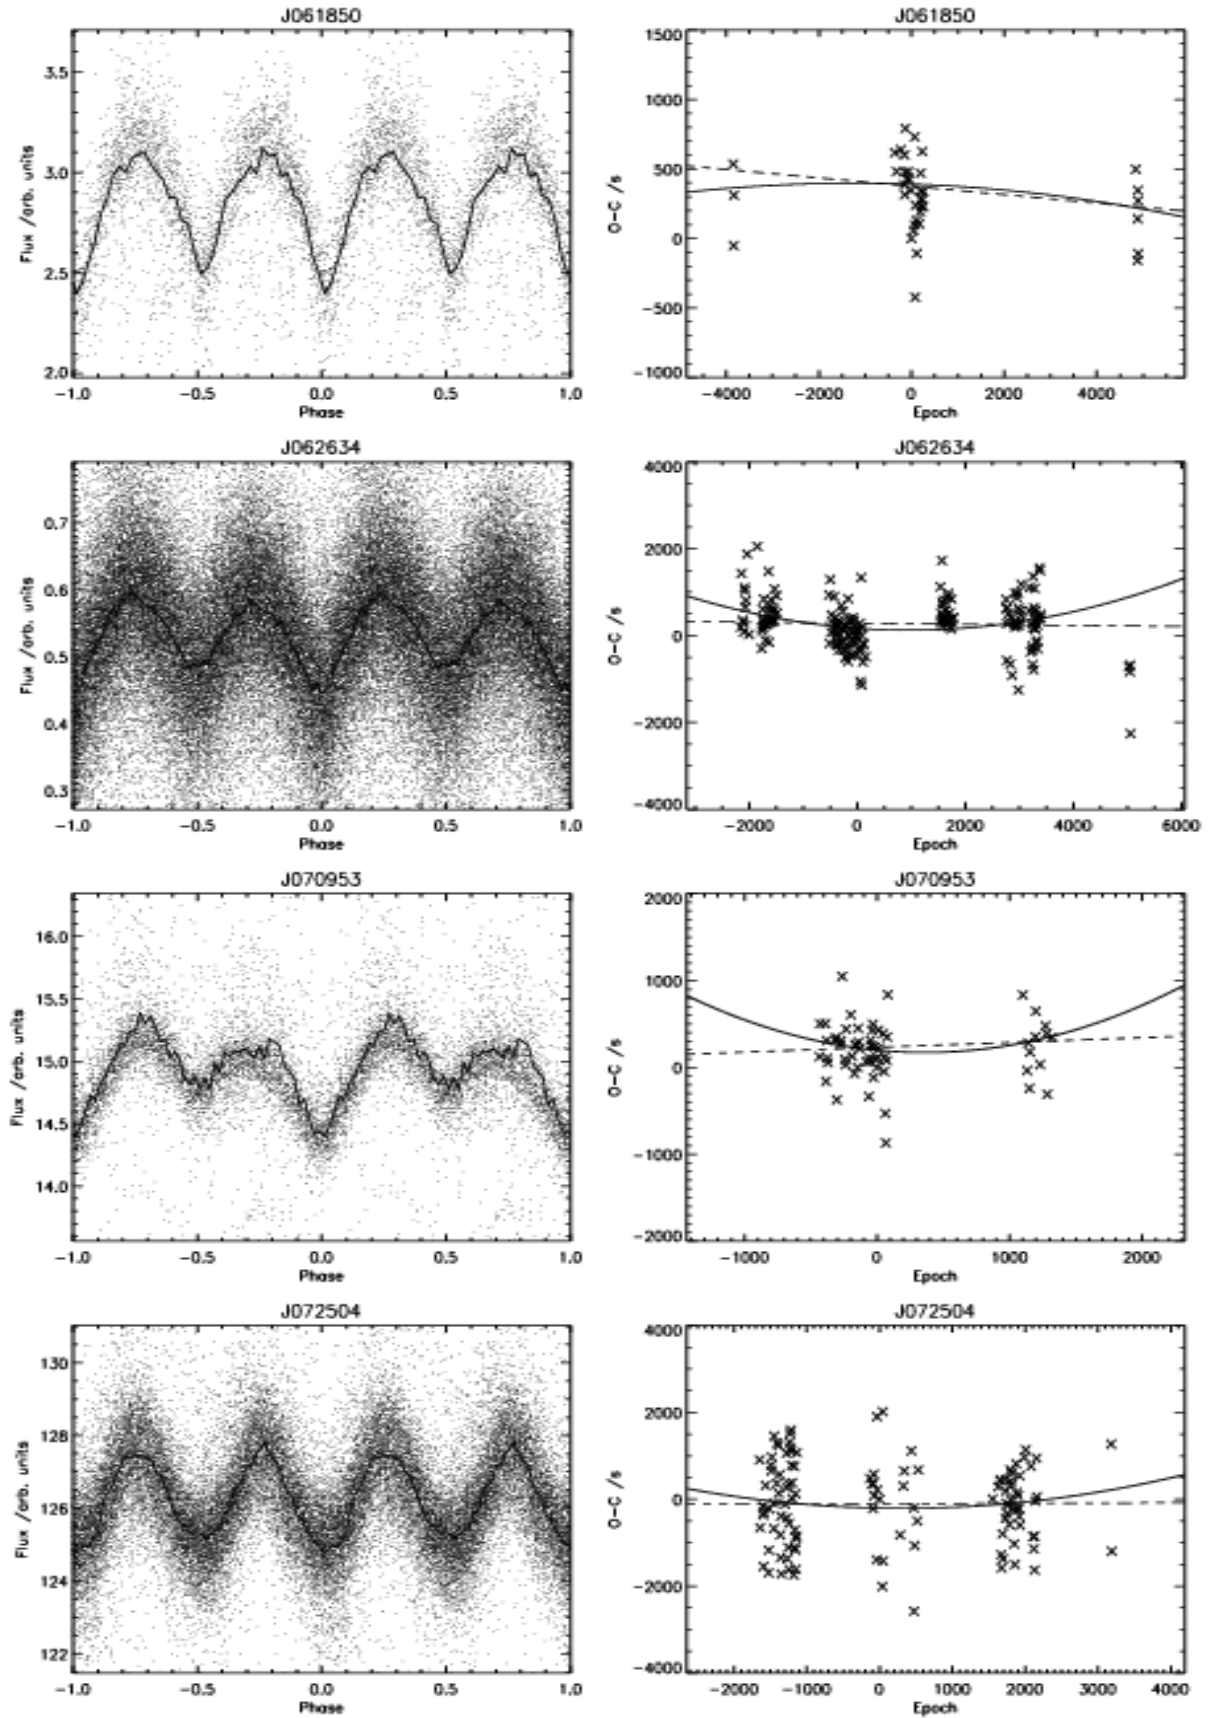 J061850
J061850
3.5
3.0
2.5
2.0
Flux /arb. units
-1.0 -0.5 0.0 0.5 1.0
Phase
1500
1000
500
0
-500
-1000
O-C /s
-4000 -2000 0 2000 4000
Epoch
J062634
J062634
0.7
0.6
0.5
0.4
0.3
Flux /arb. units
-1.0 -0.5 0.0 0.5 1.0
Phase
4000
2000
0
-2000
-4000
O-C /s
-2000 0 2000 4000 6000
Epoch
J070953
J070953
16.0
15.5
15.0
14.5
14.0
Flux /arb. units
-1.0 -0.5 0.0 0.5 1.0
Phase
2000
1000
0
-1000
-2000
O-C /s
-1000 0 1000 2000
Epoch
J072504
J072504
130
128
126
124
122
Flux /arb. units
-1.0 -0.5 0.0 0.5 1.0
Phase
4000
2000
0
-2000
-4000
O-C /s
-2000 -1000 0 1000 2000 3000 4000
Epoch